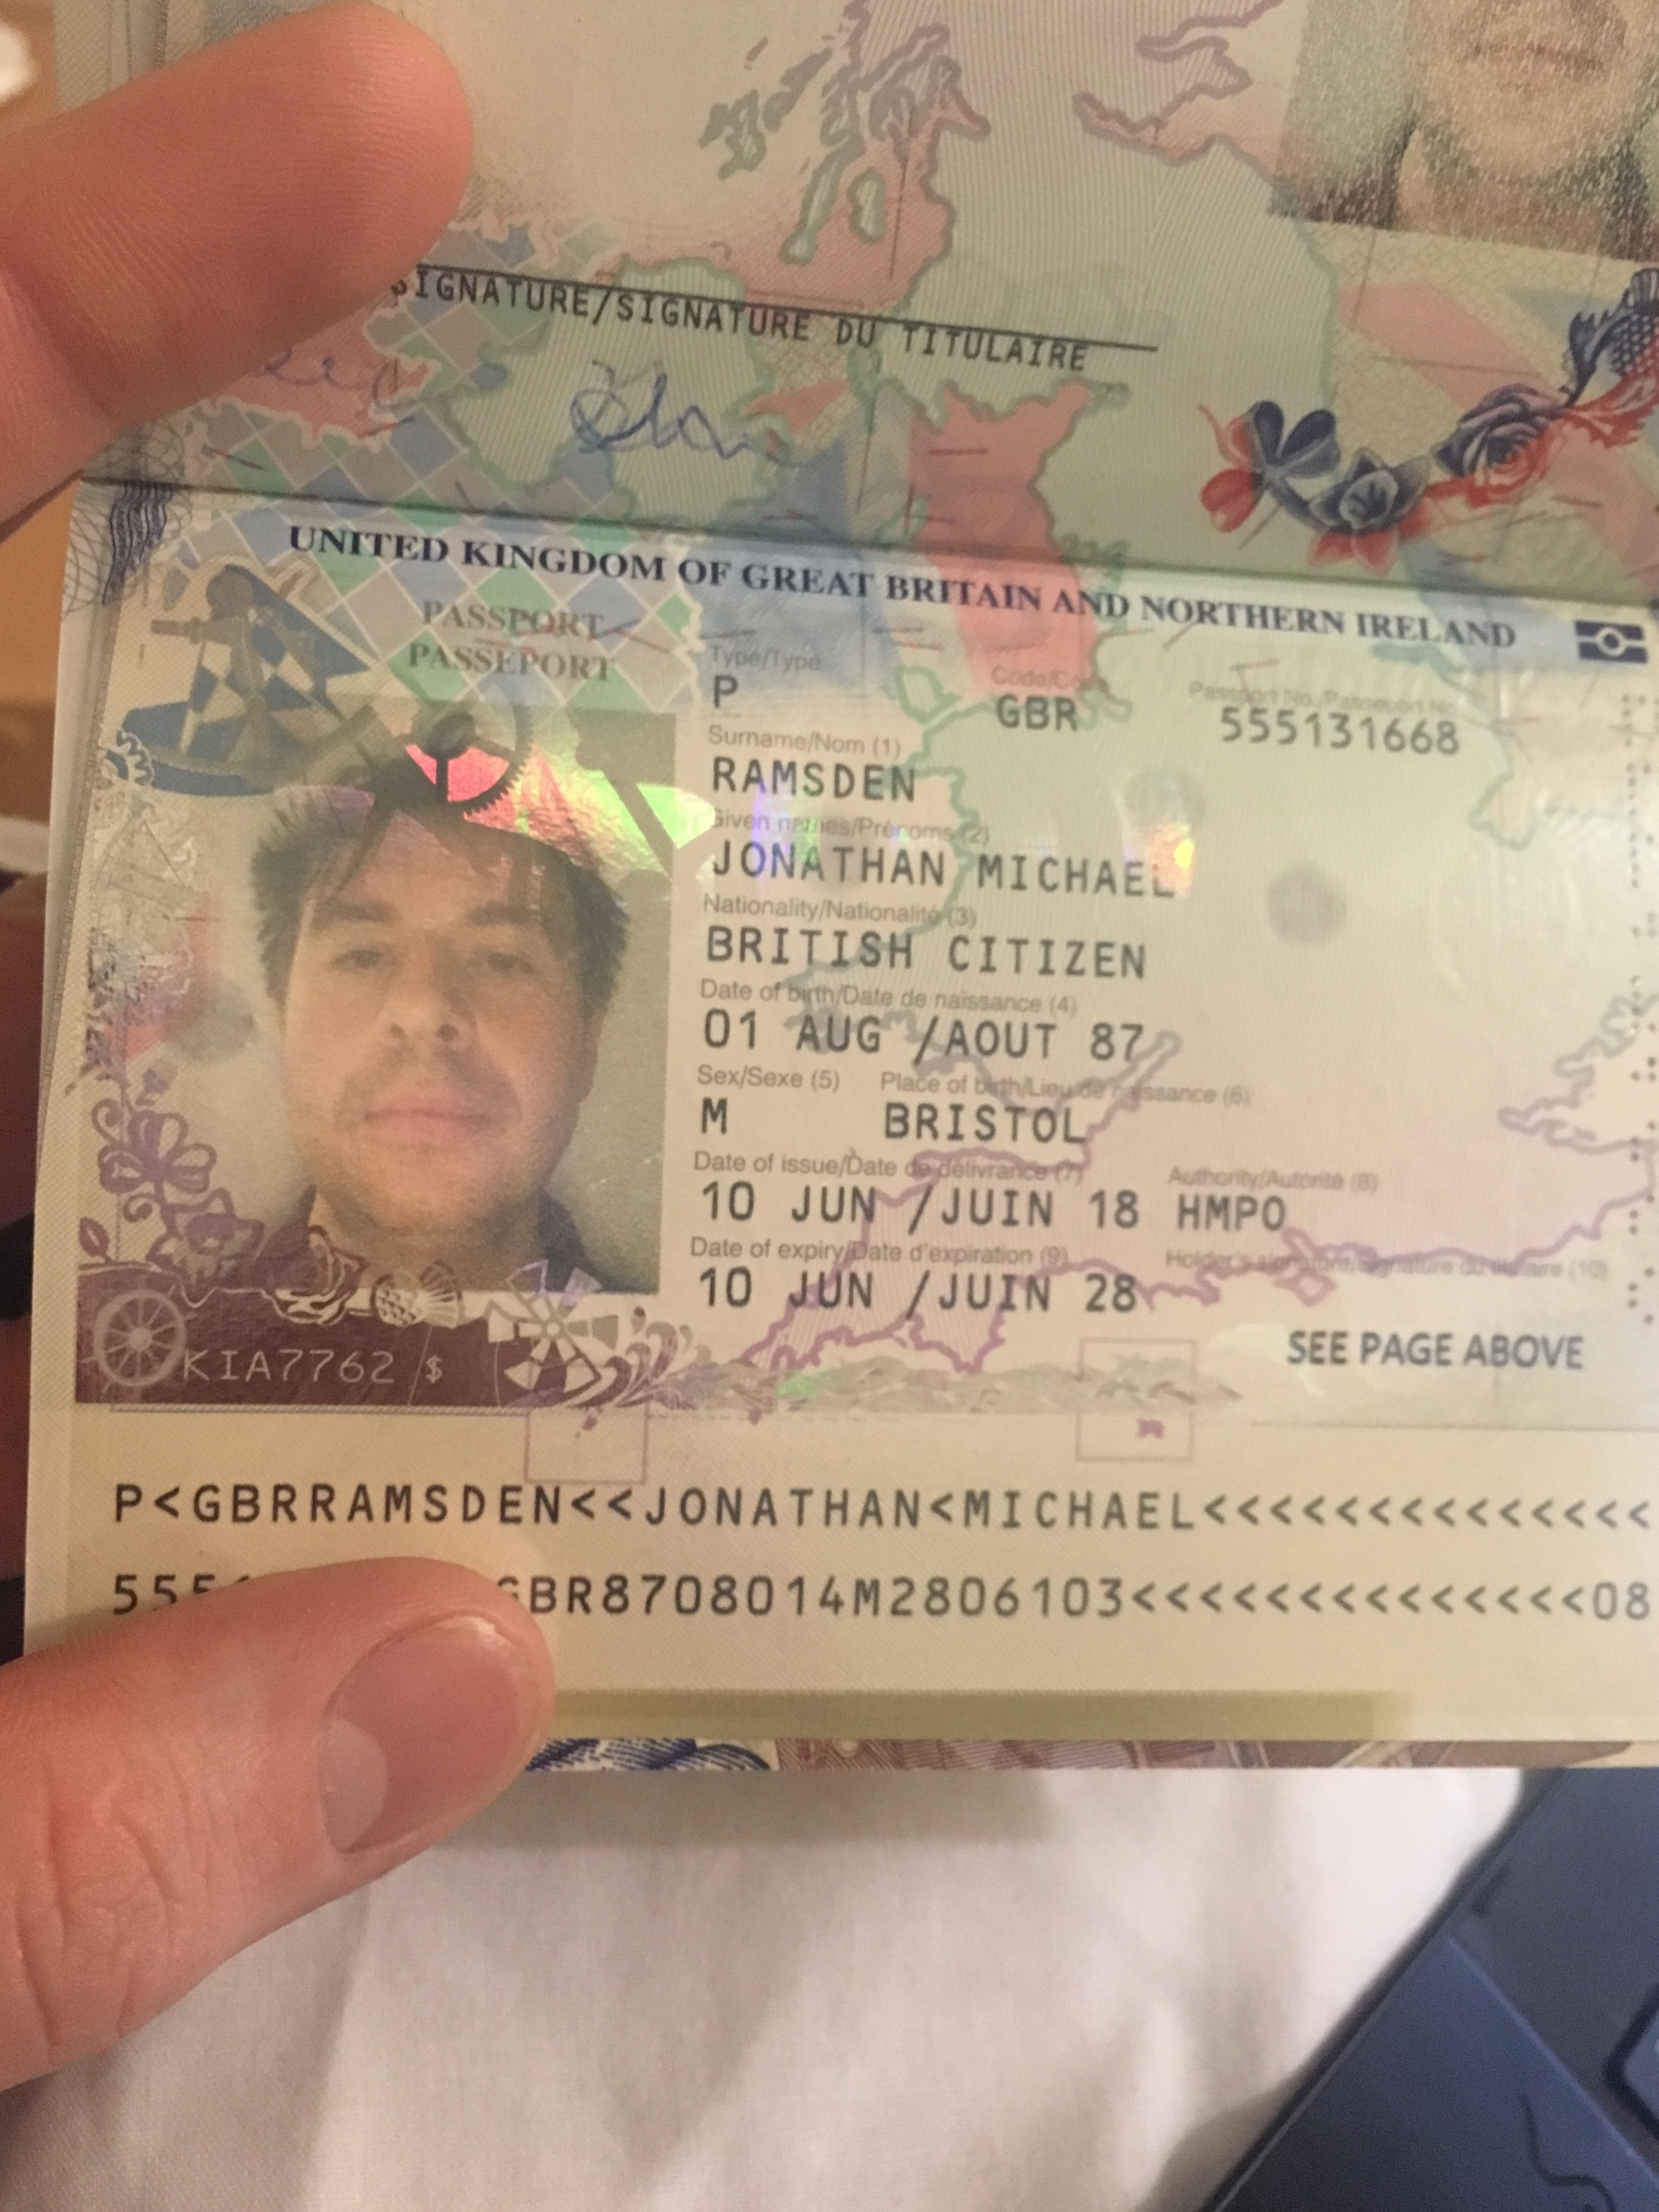 SIGNATURE/SIGNATURE DU TITULAIRE
UNITED KINGDOM OF GREAT BRITAIN AND NORTHERN IRELAND
PASSPORT
PASSEPORT
Type/Type
P
Code/C
GBR
Passport No./Passeport No.
555131668
Surname/Nom (1)
RAMSDEN
Given names/Prénoms (2)
JONATHAN MICHAEL
Nationality/Nationalité (3)
BRITISH CITIZEN
Date of birth/Date de naissance (4)
01 AUG /AOUT 87
Sex/Sexe (5) Place of birth/Lieu de naissance (6)
M BRISTOL
Date of issue/Date de délivrance (7) Authority/Autorité (8)
10 JUN /JUIN 18 HMPO
Date of expiry/Date d'expiration (9) Holder's signature/Signature du titulaire (10)
10 JUN /JUIN 28
SEE PAGE ABOVE
KIA7762 $
P<GBRRAMSDEN<<JONATHAN<MICHAEL<<<<<<<<<<<<<<
555 GBR8708014M2806103<<<<<<<<<<<<<<08